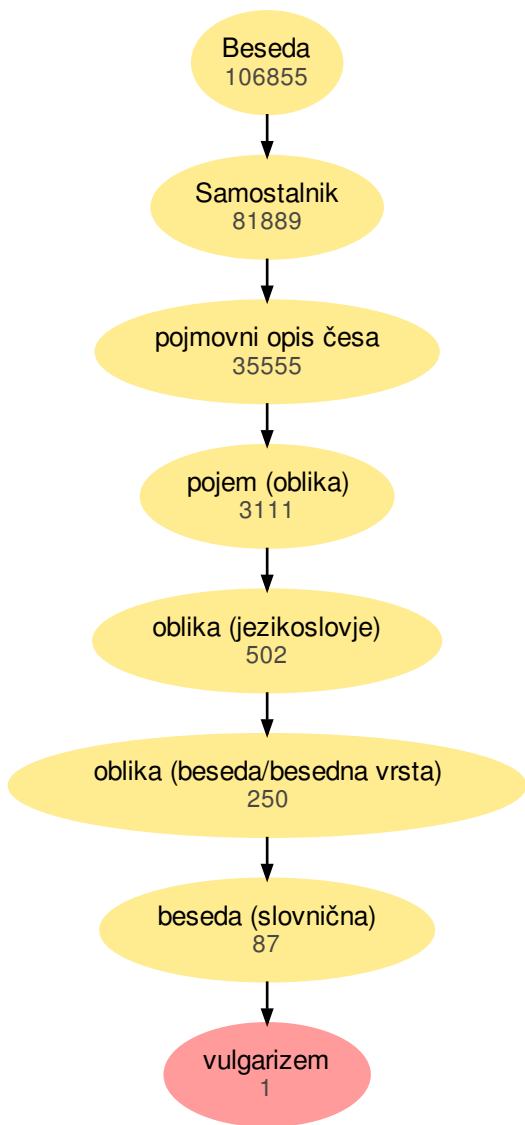 Beseda
106855
Samostalnik
81889
pojmovni opis česa
35555
pojem (oblika)
3111
oblika (jezikoslovje)
502
oblika (beseda/besedna vrsta)
250
beseda (slovnična)
87
vulgarizem
1